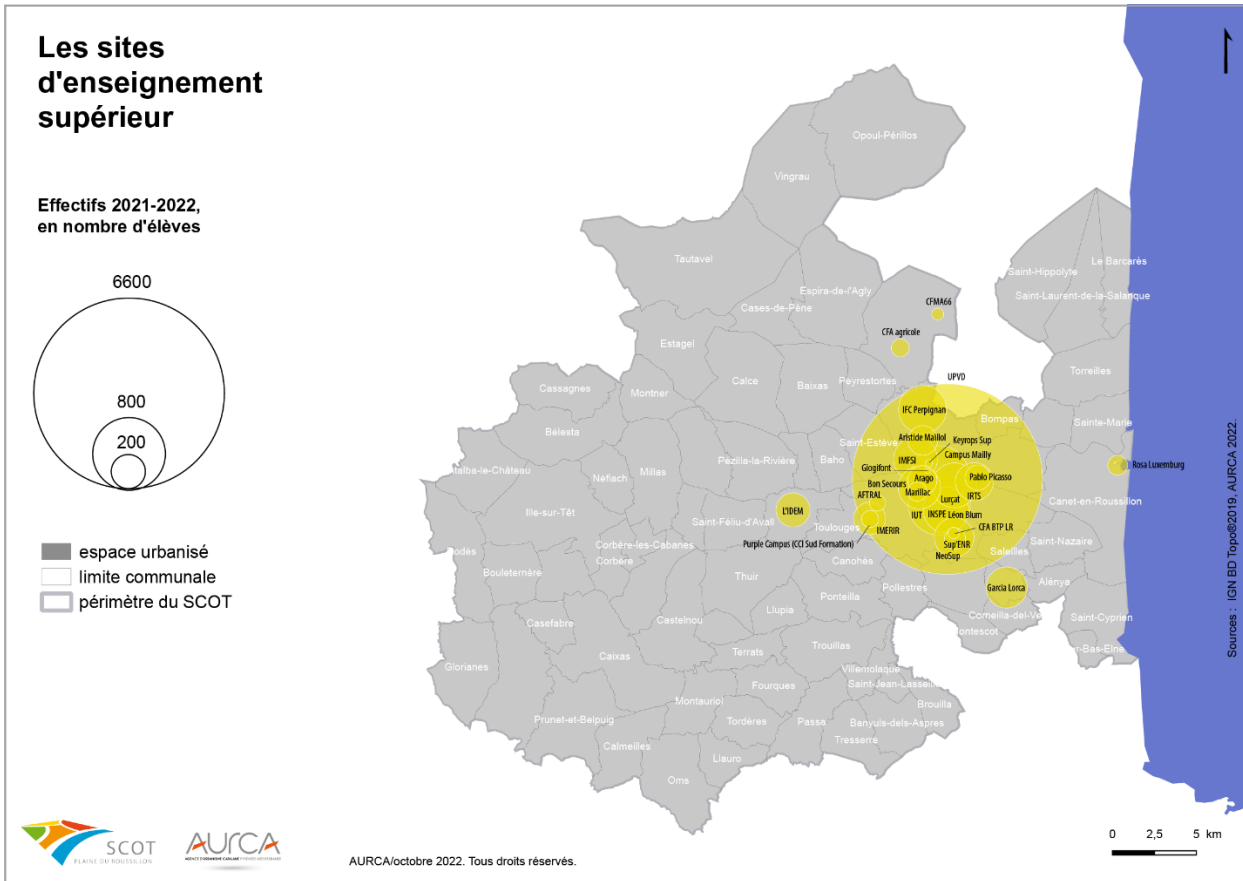 Les sites
d'enseignement
supérieur
Effectifs 2021-2022,
en nombre d'élèves
6600
800
200
espace urbanisé
limite communale
périmètre du SCOT
Opoul-Périllos
Vingrau
Tautavel
Le Barcarès
Saint-Hippolyte
Saint-Laurent-de-la-Salanque
Espira-de-l'Agly
Cases-de-Pène
CFMA66
CFA agricole
Estagel
Torreilles
Cassagnes
Montner
Calce
Baixas
Peyrestortes
UPVD
IFC Perpignan
Bompas
Sainte-Marie
Bélesta
Saint-Estève
Aristide Maillol
Keyrops Sup
Campus Mailly
IMFSI
Pézilla-la-Rivière
Baho
Rosa Luxemburg
Millas
Néfiach
Giogifont
Arago
Pablo Picasso
Bon Secours
Marillac
IRTS
Lurçat
AFTRAL
Canet-en-Roussillon
Ille-sur-Têt
L'IDEM
Saint-Féliu-d'Avall
Toulouges
IUT
INSPE
Léon Blum
IMERIR
CFA BTP LR
Purple Campus (CCI Sud Formation)
Corbère-les-Cabanes
Corbère
Saint-Nazaire
Sup'ENR
NeoSup
Saleilles
Canohès
Bouleternère
Thuir
Pollestres
Garcia Lorca
Alénya
Ponteilla
Llupia
Casefabre
Castelnou
Saint-Cyprien
Trouillas
Terrats
Caixas
Glorianes
Villemolaque
Fourques
Saint-Jean-Lasseille
Montauriol
Brouilla
Prunet-et-Belpuig
Tordères
Passa
Banyuls-dels-Aspres
Tresserre
Calmeilles
Llauro
Oms
Sources : IGN BD Topo®2019, AURCA 2022.
0 2,5 5 km
SCOT
PLAINE DU ROUSSILLON
AURCA
AURCA/octobre 2022. Tous droits réservés.